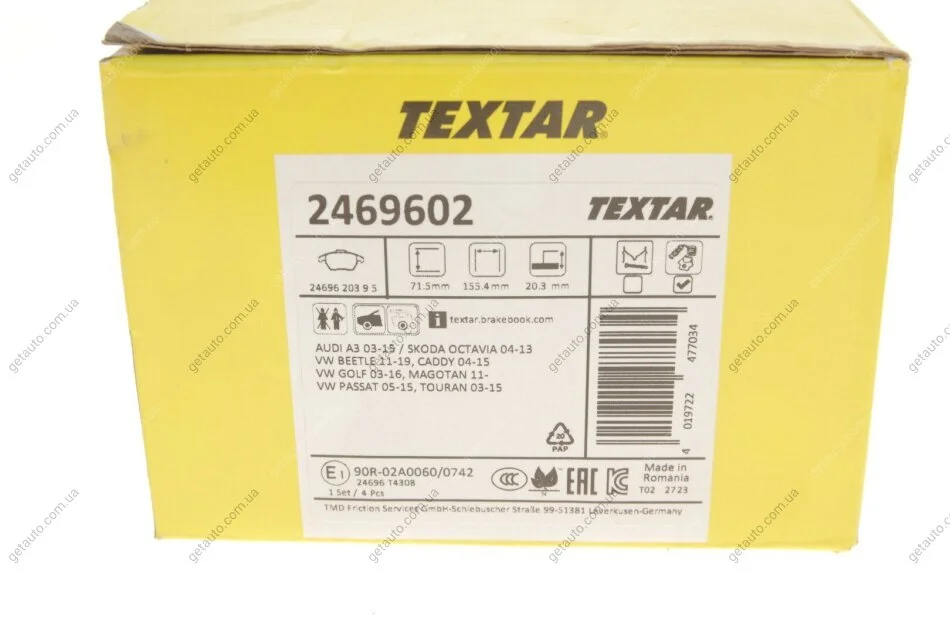 TEXTAR®
2469602
TEXTAR®
24696 203 9 5
71.5mm
155.4mm
20.3 mm
i textar.brakebook.com
AUDI A3 03-15 / SKODA OCTAVIA 04-13
VW BEETLE 11-19, CADDY 04-15
VW GOLF 03-16, MAGOTAN 11-
VW PASSAT 05-15, TOURAN 03-15
4 019722 477034
20
PAP
E1 90R-02A0060/0742
24696 T4308
1 Set / 4 Pcs
CCC
EAC
KC
Made in
Romania
T02 2723
TMD Friction Services GmbH-Schlebuscher Straße 99-51381 Leverkusen-Germany
getauto.com.ua